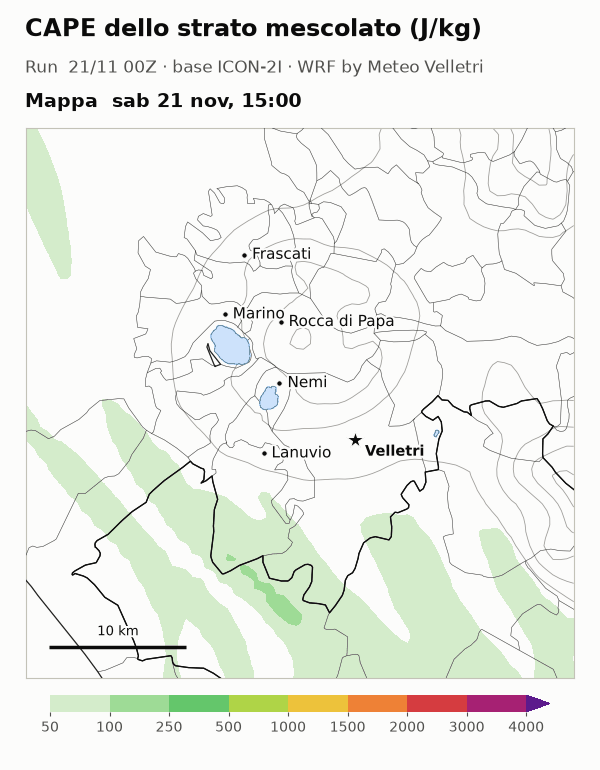 CAPE dello strato mescolato (J/kg)
Run  21/11 00Z · base ICON-2I · WRF by Meteo Velletri
Mappa  sab 21 nov, 15:00
Frascati
Marino
Rocca di Papa
Nemi
Velletri
Lanuvio
10 km
50 100 250 500 1000 1500 2000 3000 4000